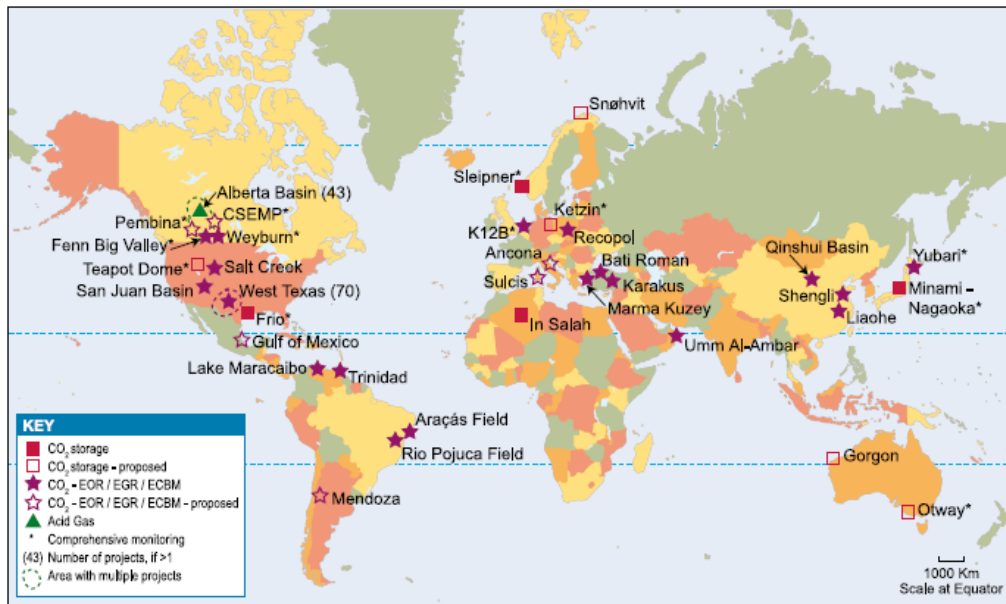 Snøhvit
Alberta Basin (43)
Sleipner*
Pembina*
CSEMP*
Ketzin*
Fenn Big Valley*
Weyburn*
K12B*
Recopol
Teapot Dome*
Salt Creek
Ancona
Bati Roman
Qinshui Basin
Yubari*
San Juan Basin
West Texas (70)
Sulcis
Karakus
Shengli
Minami –
Nagaoka*
Frio*
In Salah
Marma Kuzey
Liaohe
Gulf of Mexico
Umm Al-Ambar
Lake Maracaibo
Trinidad
Araçás Field
Rio Pojuca Field
Gorgon
Mendoza
Otway*
KEY
CO₂ storage
CO₂ storage – proposed
CO₂ – EOR / EGR / ECBM
CO₂ – EOR / EGR / ECBM – proposed
Acid Gas
* Comprehensive monitoring
(43) Number of projects, if >1
Area with multiple projects
1000 Km
Scale at Equator